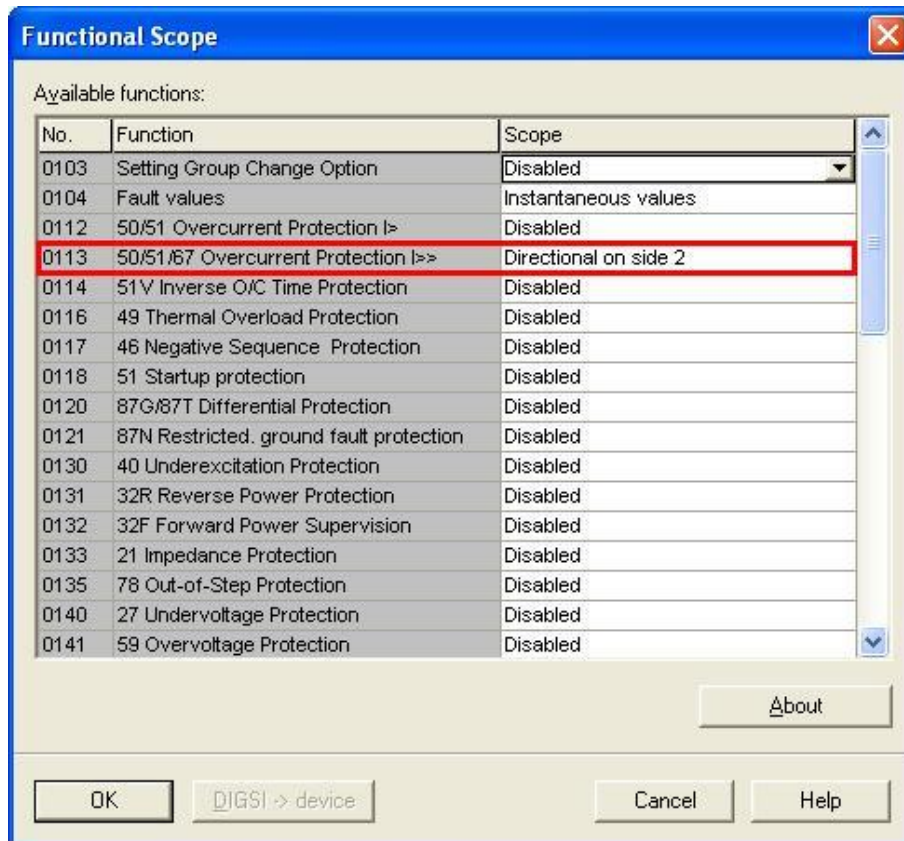 Functional Scope
Available functions:
No. Function Scope
0103 Setting Group Change Option Disabled
0104 Fault values Instantaneous values
0112 50/51 Overcurrent Protection I> Disabled
0113 50/51/67 Overcurrent Protection I>> Directional on side 2
0114 51V Inverse O/C Time Protection Disabled
0116 49 Thermal Overload Protection Disabled
0117 46 Negative Sequence Protection Disabled
0118 51 Startup protection Disabled
0120 87G/87T Differential Protection Disabled
0121 87N Restricted. ground fault protection Disabled
0130 40 Underexcitation Protection Disabled
0131 32R Reverse Power Protection Disabled
0132 32F Forward Power Supervision Disabled
0133 21 Impedance Protection Disabled
0135 78 Out-of-Step Protection Disabled
0140 27 Undervoltage Protection Disabled
0141 59 Overvoltage Protection Disabled
About
OK DIGSI -> device Cancel Help